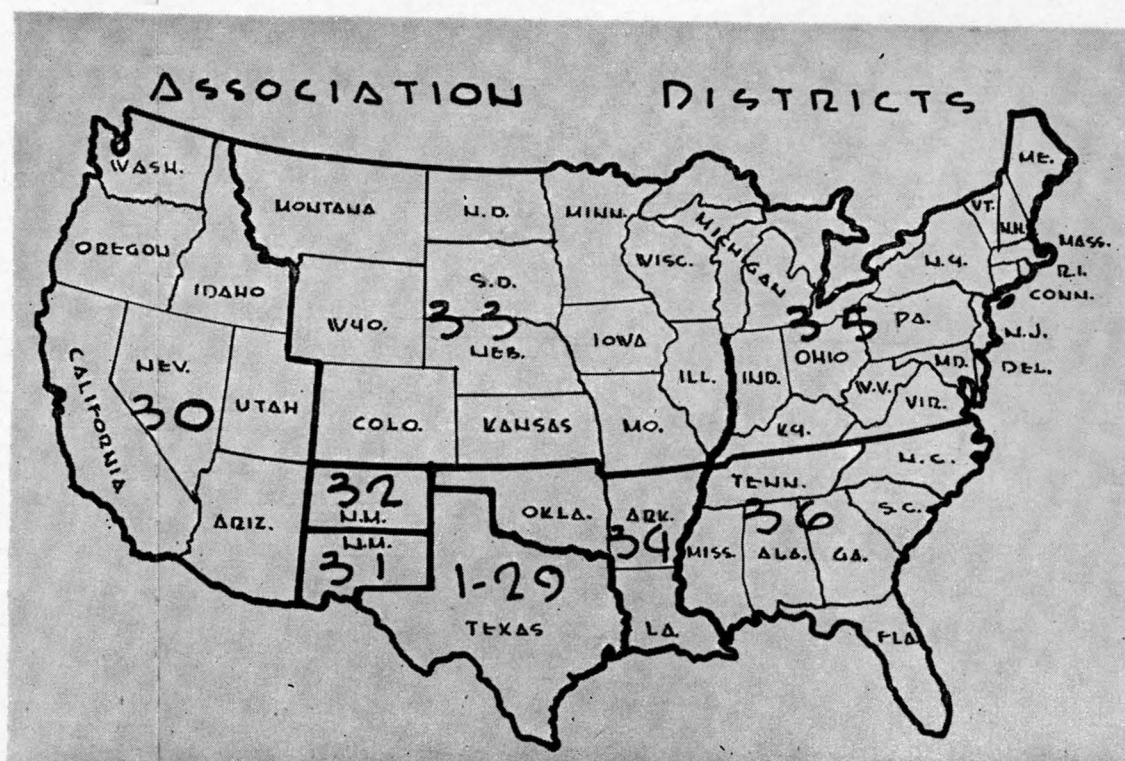 ASSOCIATION DISTRICTS
WASH.
MONTANA
N.D.
MINN.
ME.
VT.
N.H.
MASS.
OREGON
IDAHO
S.D.
WISC.
MICHIGAN
N.Y.
R.I.
CONN.
WYO.
33
NEB.
IOWA
35
OHIO
PA.
N.J.
CALIFORNIA
NEV.
30
UTAH
COLO.
KANSAS
ILL.
MO.
IND.
KY.
W.V.
MD.
VIR.
DEL.
ARIZ.
32
N.M.
N.M.
31
OKLA.
ARK.
34
TENN.
N.C.
36
S.C.
MISS.
ALA.
GA.
1-29
TEXAS
LA.
FLA.